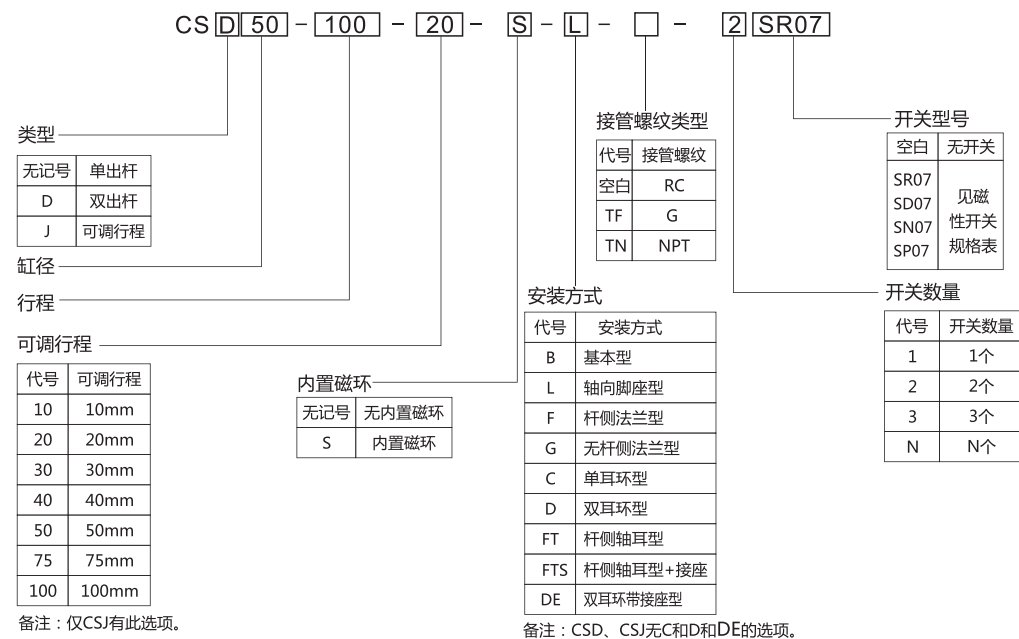 CS D 50 - 100 - 20 - S - L - □ - 2 SR07
类型
无记号 单出杆
D 双出杆
J 可调行程
缸径
行程
可调行程
代号 可调行程
10 10mm
20 20mm
30 30mm
40 40mm
50 50mm
75 75mm
100 100mm
备注：仅CSJ有此选项。
内置磁环
无记号 无内置磁环
S 内置磁环
接管螺纹类型
代号 接管螺纹
空白 RC
TF G
TN NPT
安装方式
代号 安装方式
B 基本型
L 轴向脚座型
F 杆侧法兰型
G 无杆侧法兰型
C 单耳环型
D 双耳环型
FT 杆侧轴耳型
FTS 杆侧轴耳型+接座
DE 双耳环带接座型
备注：CSD、CSJ无C和D和DE的选项。
开关型号
空白 无开关
SR07
SD07
SN07
SP07
见磁
性开关
规格表
开关数量
代号 开关数量
1 1个
2 2个
3 3个
N N个